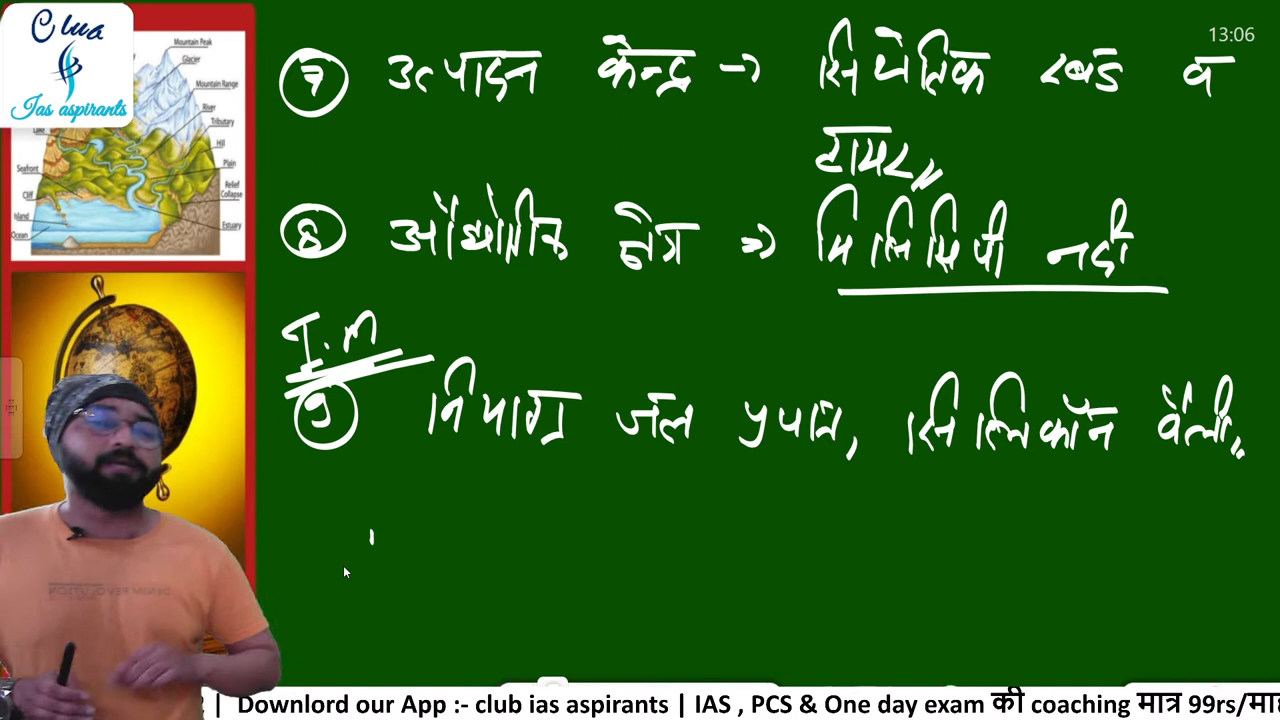 Club
Ias aspirants
13:06
Mountain Peak
Glacier
Mountain Range
River
Tributary
Lake
Hill
Seafront
Plain
Cliff
Relief
Collapse
Island
Estuary
Ocean
7 उत्पादन केन्द्र → सिंथेटिक रबड व
टायर
8 औद्योगिक क्षेत्र ⇒ मिसिसिपी नदी
I.M
9 नियाग्रा जल प्रपात, सिलिकॉन वैली
| Downlord our App :- club ias aspirants | IAS , PCS & One day exam की coaching मात्र 99rs/माह